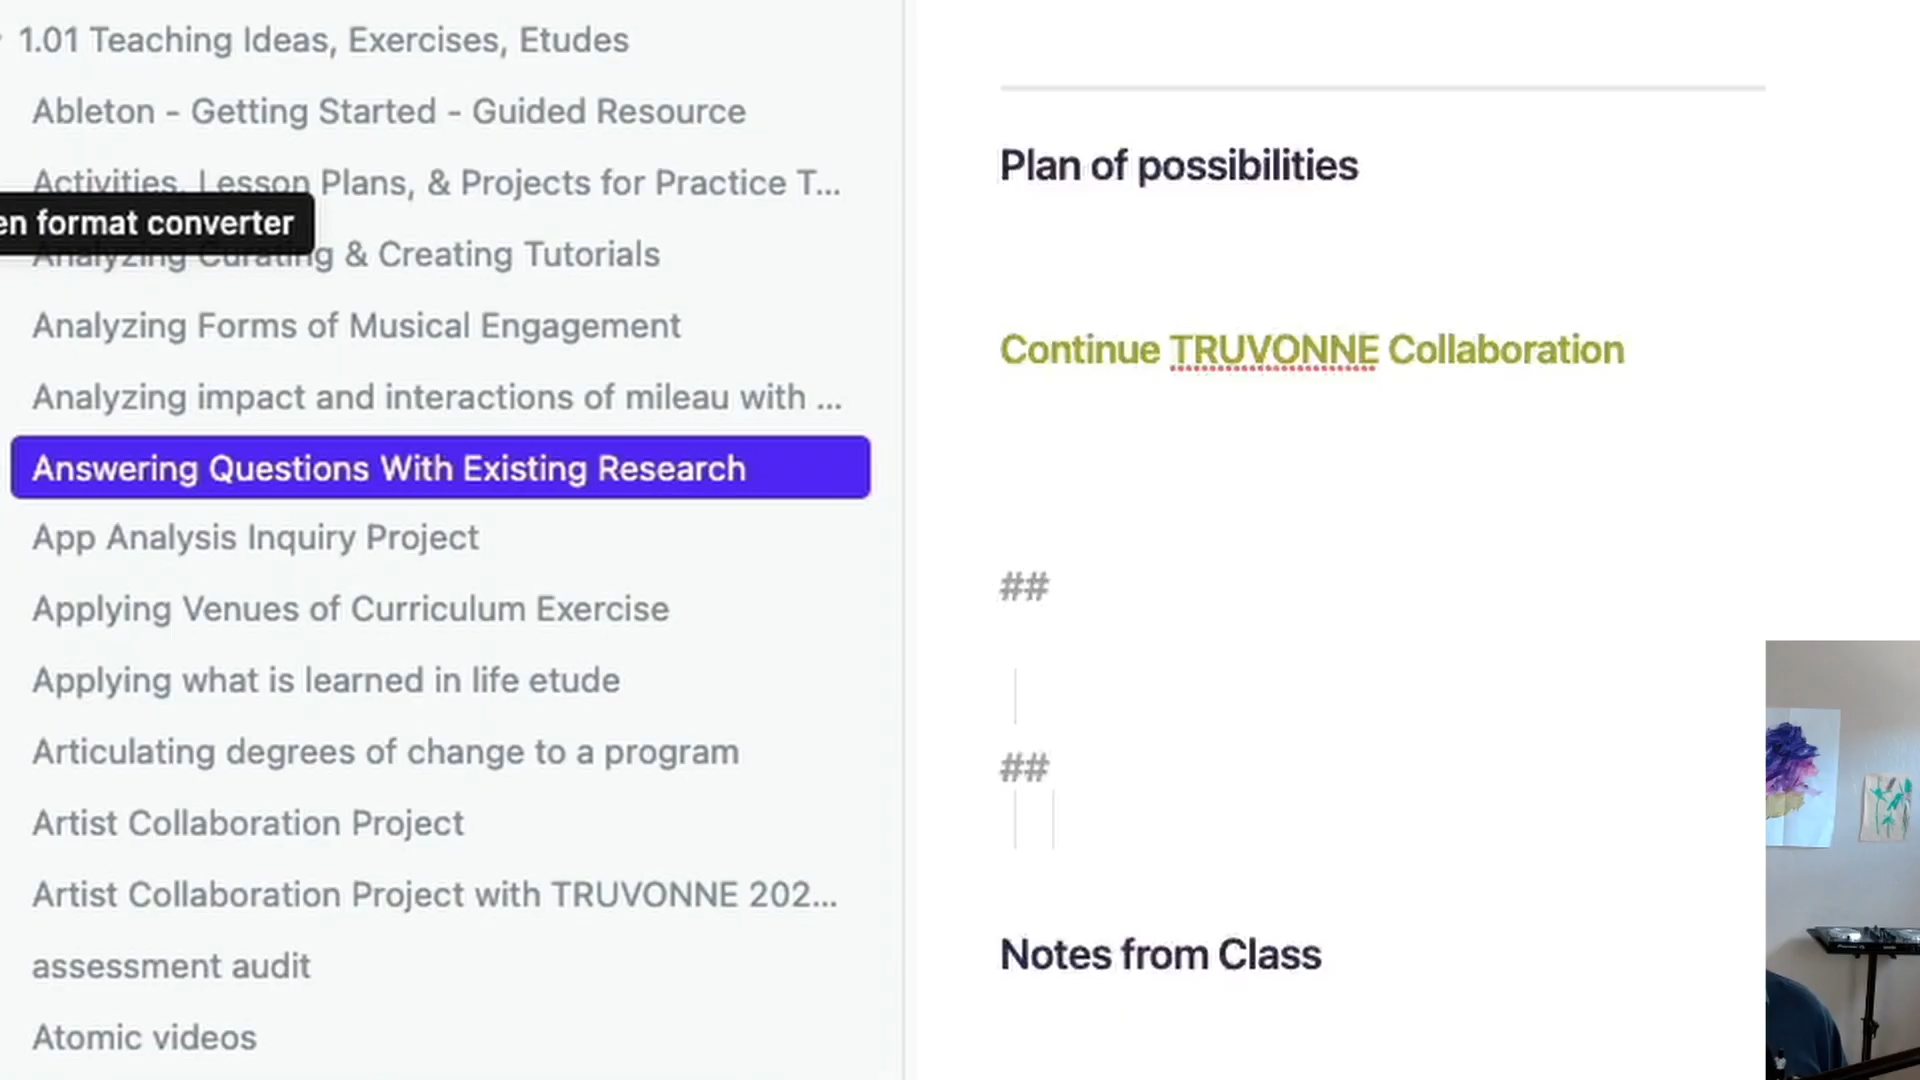 1.01 Teaching Ideas, Exercises, Etudes
Ableton - Getting Started - Guided Resource
Activities, Lesson Plans, & Projects for Practice T...
en format converter
Analyzing Curating & Creating Tutorials
Analyzing Forms of Musical Engagement
Analyzing impact and interactions of mileau with ...
Answering Questions With Existing Research
App Analysis Inquiry Project
Applying Venues of Curriculum Exercise
Applying what is learned in life etude
Articulating degrees of change to a program
Artist Collaboration Project
Artist Collaboration Project with TRUVONNE 202...
assessment audit
Atomic videos
Plan of possibilities
Continue TRUVONNE Collaboration
##
##
Notes from Class